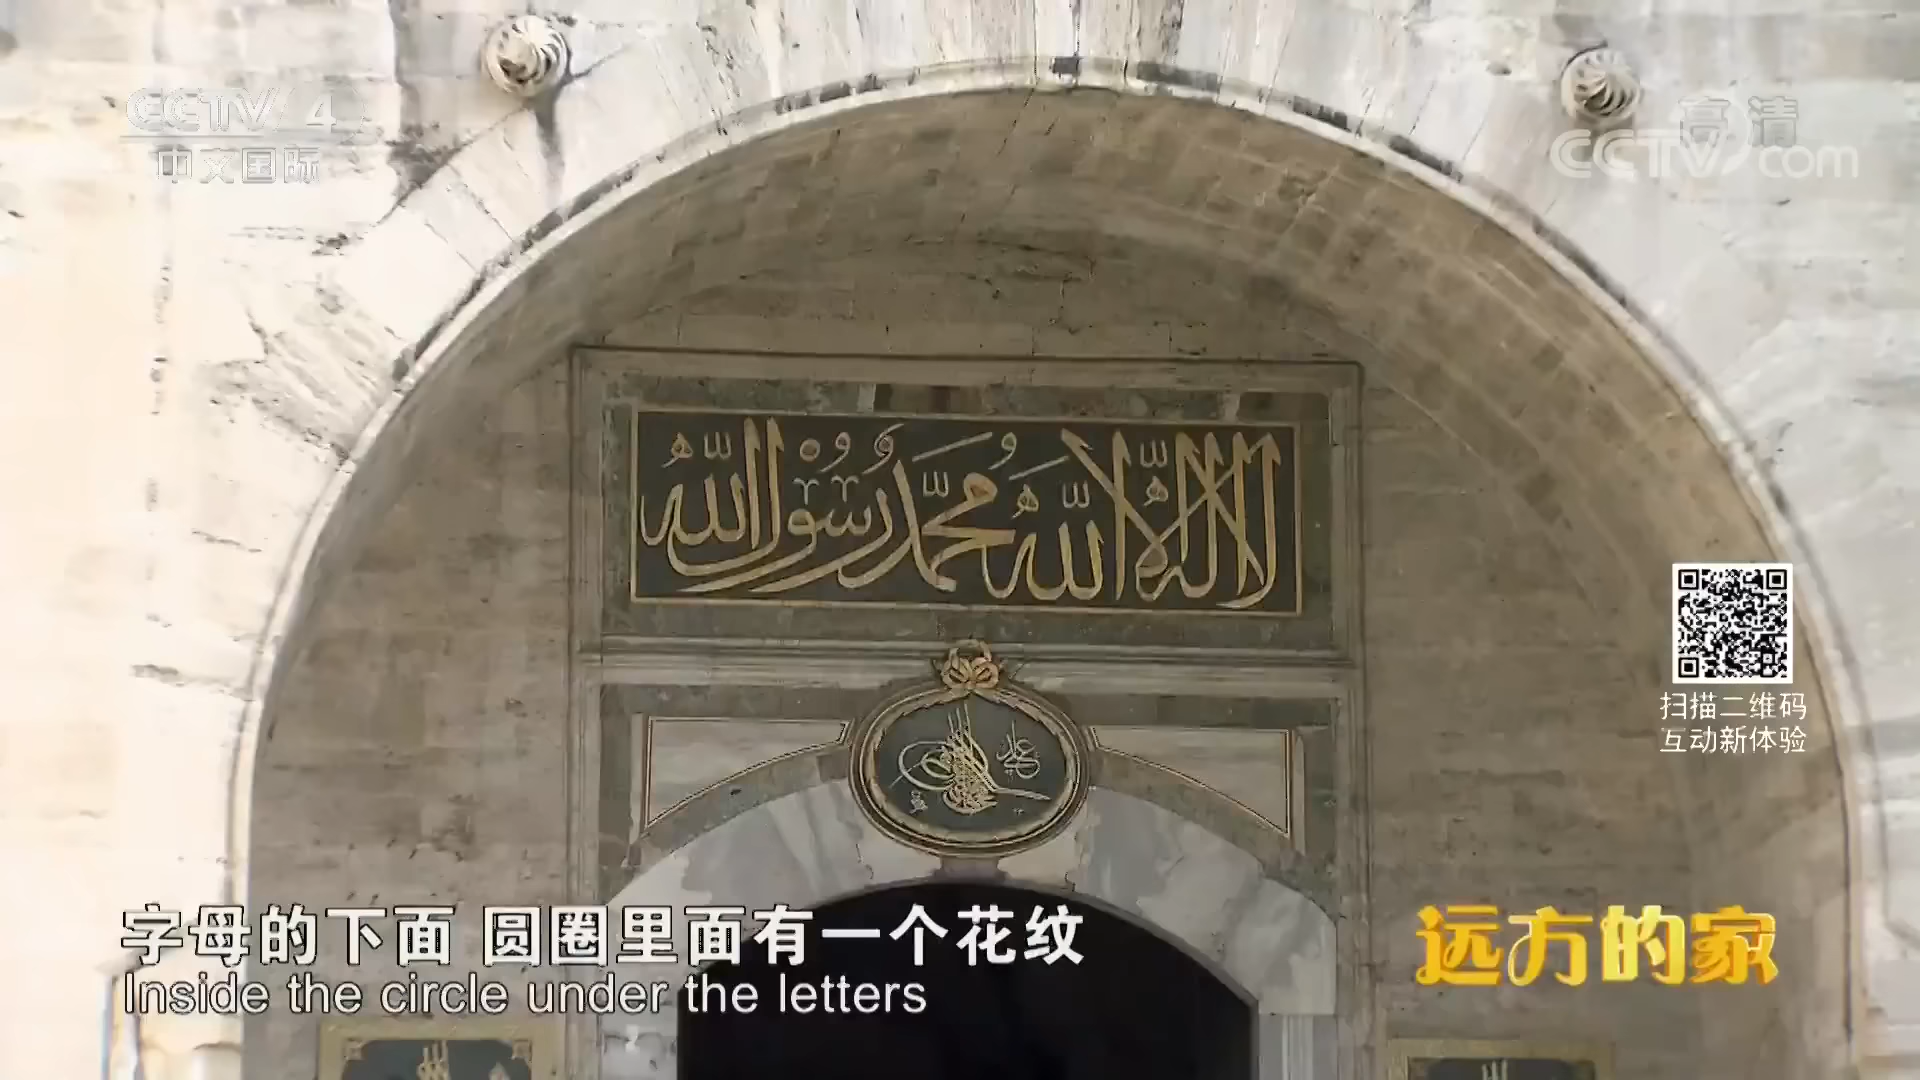 CCTV 4
中文国际
高清
CCTV.com
لا اله الا الله محمد رسول الله
扫描二维码
互动新体验
字母的下面 圆圈里面有一个花纹
Inside the circle under the letters
远方的家